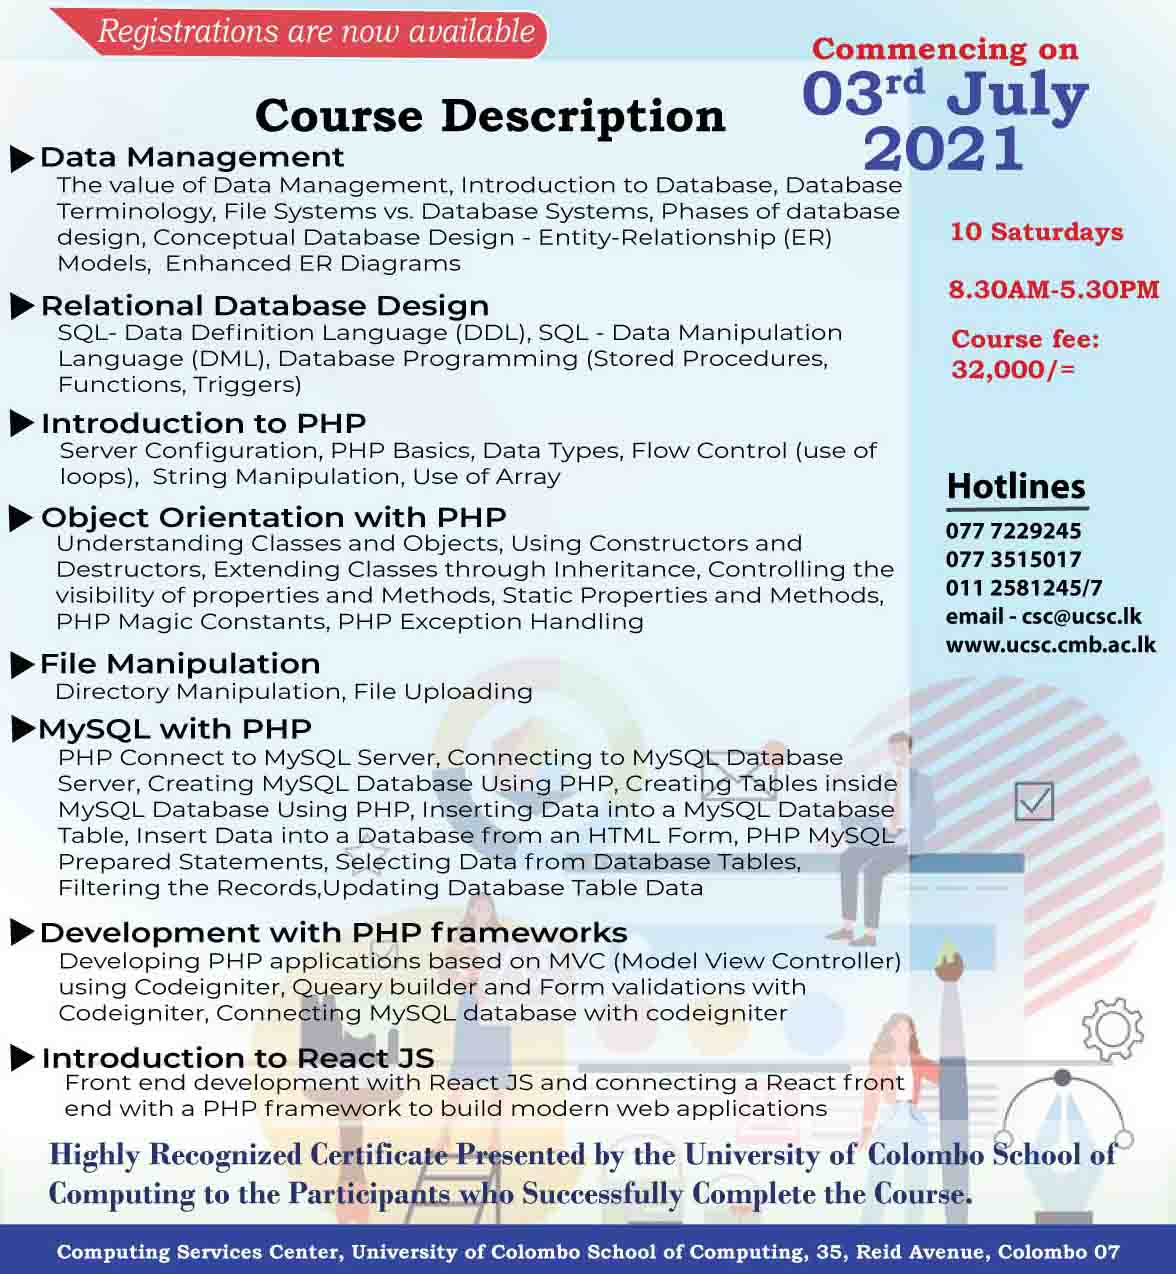 Registrations are now available
Commencing on
03rd July
2021
Course Description
Data Management
The value of Data Management, Introduction to Database, Database
Terminology, File Systems vs. Database Systems, Phases of database
design, Conceptual Database Design - Entity-Relationship (ER)
Models, Enhanced ER Diagrams
Relational Database Design
SQL- Data Definition Language (DDL), SQL - Data Manipulation
Language (DML), Database Programming (Stored Procedures,
Functions, Triggers)
Introduction to PHP
Server Configuration, PHP Basics, Data Types, Flow Control (use of
loops), String Manipulation, Use of Array
Object Orientation with PHP
Understanding Classes and Objects, Using Constructors and
Destructors, Extending Classes through Inheritance, Controlling the
visibility of properties and Methods, Static Properties and Methods,
PHP Magic Constants, PHP Exception Handling
File Manipulation
Directory Manipulation, File Uploading
MySQL with PHP
PHP Connect to MySQL Server, Connecting to MySQL Database
Server, Creating MySQL Database Using PHP, Creating Tables inside
MySQL Database Using PHP, Inserting Data into a MySQL Database
Table, Insert Data into a Database from an HTML Form, PHP MySQL
Prepared Statements, Selecting Data from Database Tables,
Filtering the Records,Updating Database Table Data
Development with PHP frameworks
Developing PHP applications based on MVC (Model View Controller)
using Codeigniter, Queary builder and Form validations with
Codeigniter, Connecting MySQL database with codeigniter
Introduction to React JS
Front end development with React JS and connecting a React front
end with a PHP framework to build modern web applications
10 Saturdays
8.30AM-5.30PM
Course fee:
32,000/=
Hotlines
077 7229245
077 3515017
011 2581245/7
email - csc@ucsc.lk
www.ucsc.cmb.ac.lk
Highly Recognized Certificate Presented by the University of Colombo School of
Computing to the Participants who Successfully Complete the Course.
Computing Services Center, University of Colombo School of Computing, 35, Reid Avenue, Colombo 07